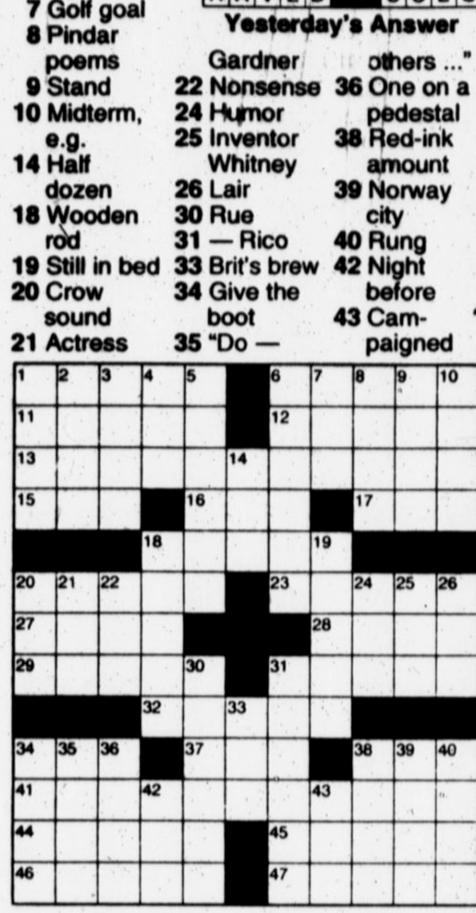 7 Golf goal
8 Pindar
poems
9 Stand
10 Midterm,
e.g.
14 Half
dozen
18 Wooden
rod
19 Still in bed
20 Crow
sound
21 Actress
Yesterday's Answer
Gardner
22 Nonsense
24 Humor
25 Inventor
Whitney
26 Lair
30 Rue
31 — Rico
33 Brit's brew
34 Give the
boot
35 "Do —
others ..."
36 One on a
pedestal
38 Red-ink
amount
39 Norway
city
40 Rung
42 Night
before
43 Cam-
paigned
1 2 3 4 5 6 7 8 9 10
11 12
13 14
15 16 17
18 19
20 21 22 23 24 25 26
27 28
29 30 31
32 33
34 35 36 37 38 39 40
41 42 43
44 45
46 47